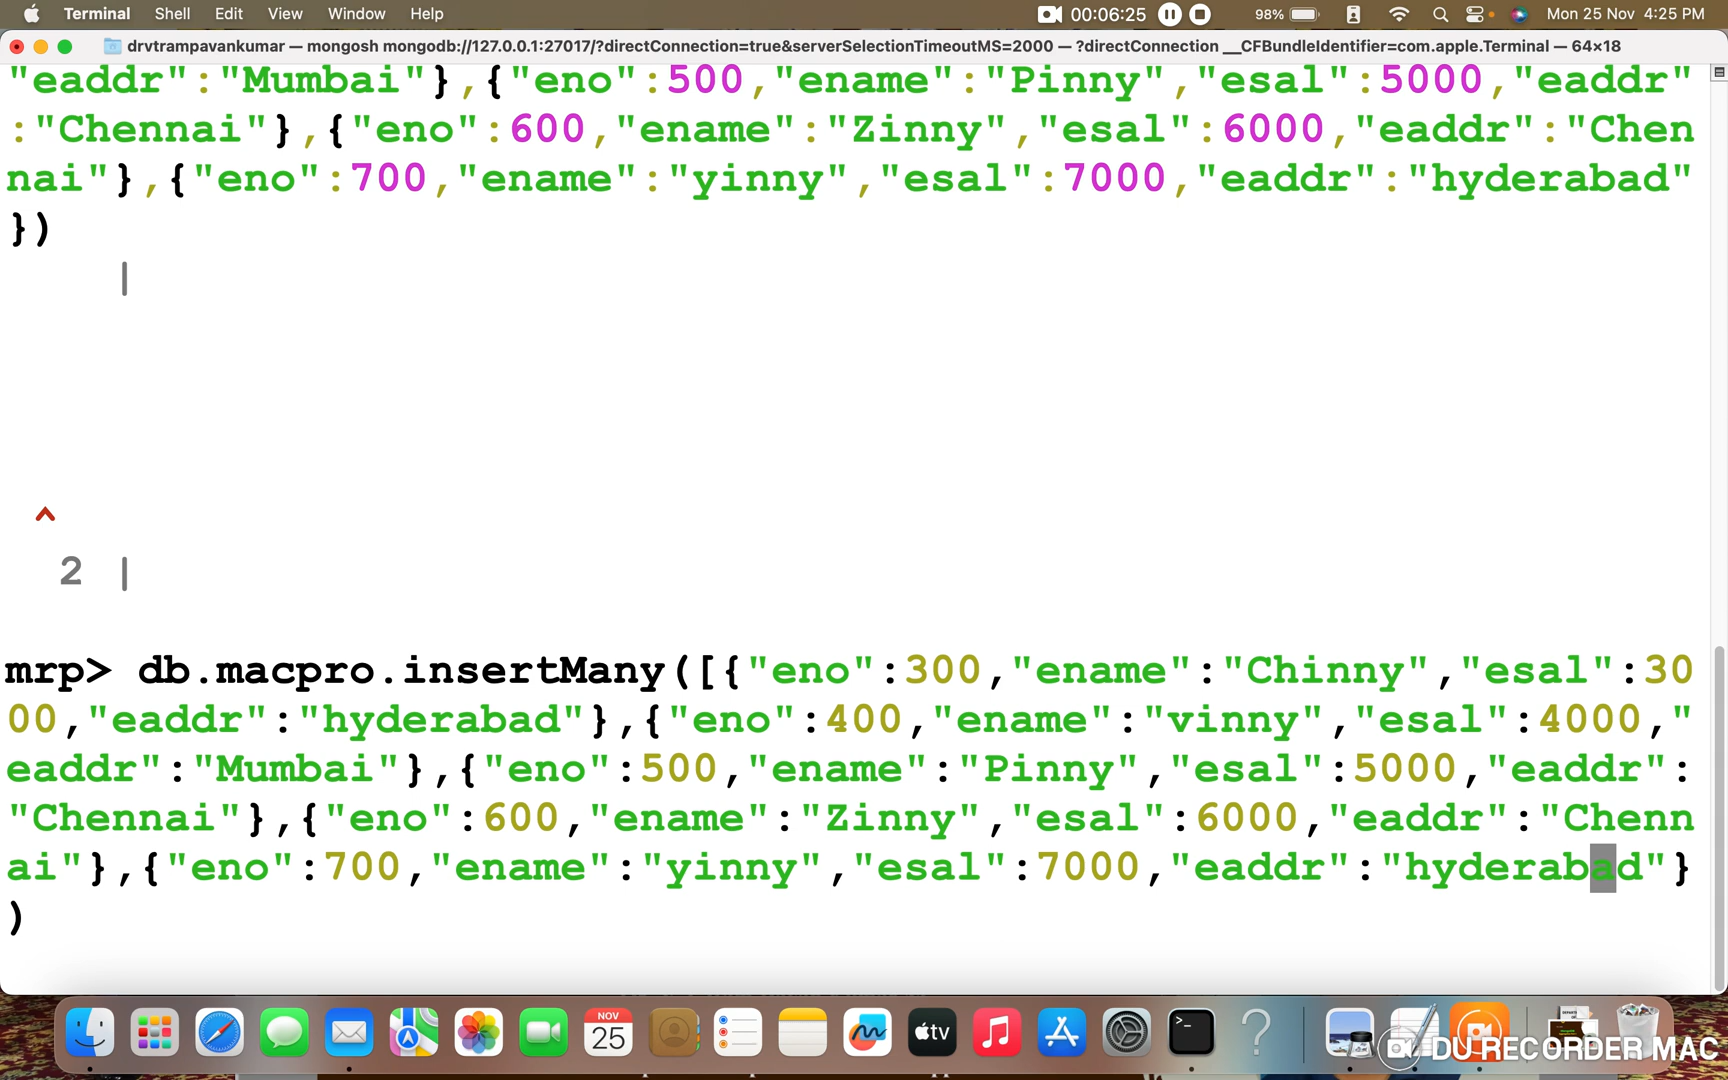 Terminal Shell Edit View Window Help 00:06:25 98% Mon 25 Nov 4:25 PM
drvtrampavankumar — mongosh mongodb://127.0.0.1:27017/?directConnection=true&serverSelectionTimeoutMS=2000 — ?directConnection __CFBundleIdentifier=com.apple.Terminal — 64×18
"eaddr":"Mumbai"},{"eno":500,"ename":"Pinny","esal":5000,"eaddr"
:"Chennai"},{"eno":600,"ename":"Zinny","esal":6000,"eaddr":"Chen
nai"},{"eno":700,"ename":"yinny","esal":7000,"eaddr":"hyderabad"
})
|
^
2 |
mrp> db.macpro.insertMany([{"eno":300,"ename":"Chinny","esal":30
00,"eaddr":"hyderabad"},{"eno":400,"ename":"vinny","esal":4000,"
eaddr":"Mumbai"},{"eno":500,"ename":"Pinny","esal":5000,"eaddr":
"Chennai"},{"eno":600,"ename":"Zinny","esal":6000,"eaddr":"Chenn
ai"},{"eno":700,"ename":"yinny","esal":7000,"eaddr":"hyderabad"}
)
NOV
25
tv
>_
?
DU RECORDER MAC